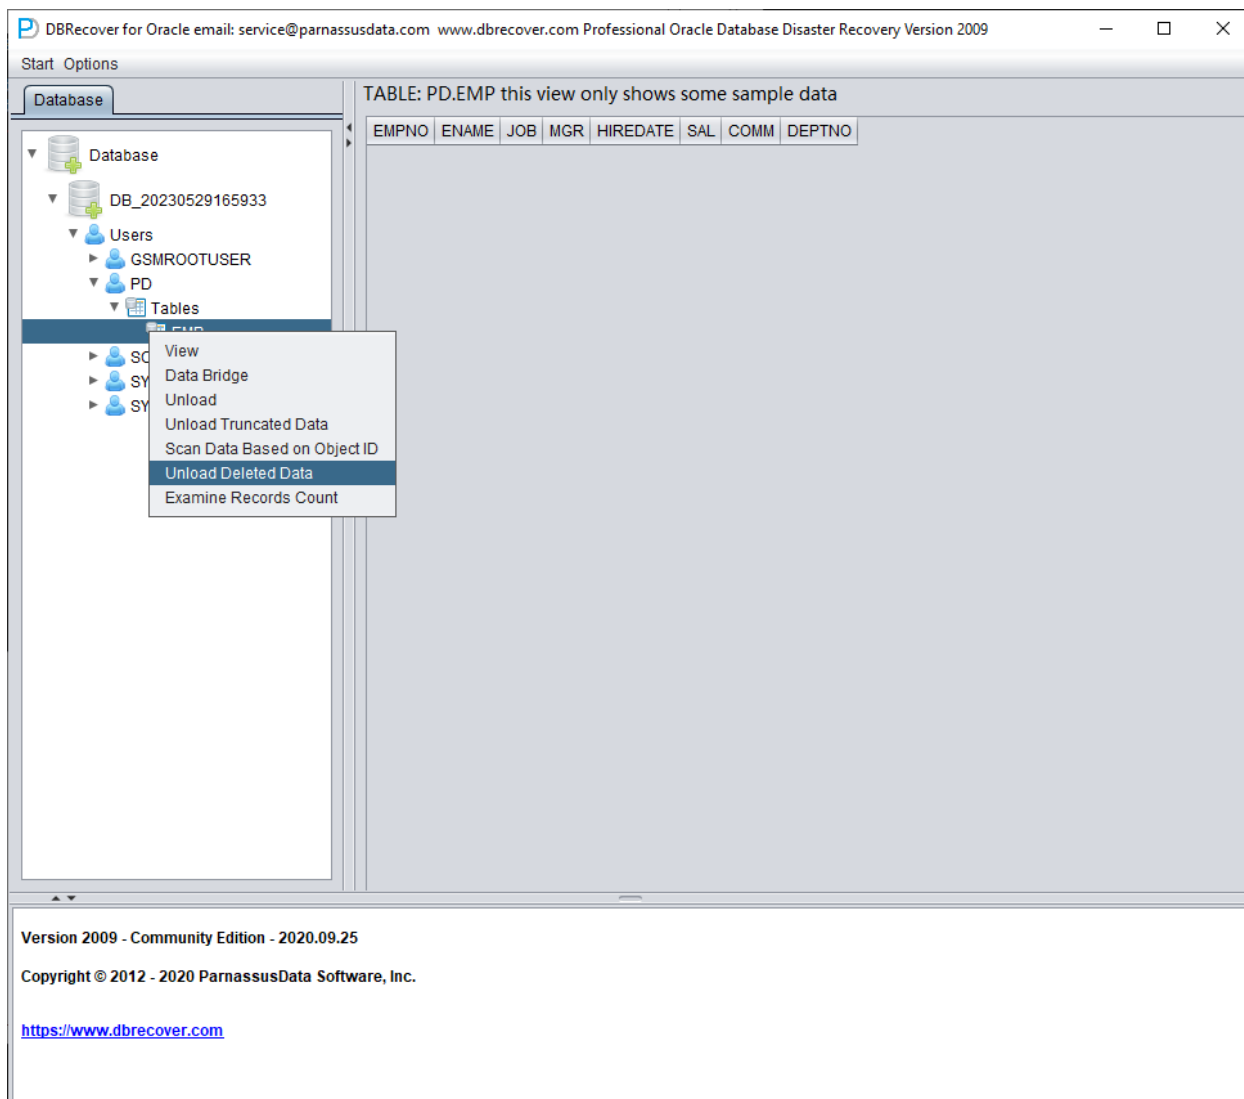 DBRecover for Oracle email: service@parnassusdata.com  www.dbrecover.com Professional Oracle Database Disaster Recovery Version 2009
Start Options
Database
TABLE: PD.EMP this view only shows some sample data
EMPNO ENAME JOB MGR HIREDATE SAL COMM DEPTNO
Database
DB_20230529165933
Users
GSMROOTUSER
PD
Tables
SC
SY
SY
View
Data Bridge
Unload
Unload Truncated Data
Scan Data Based on Object ID
Unload Deleted Data
Examine Records Count
Version 2009 - Community Edition - 2020.09.25
Copyright © 2012 - 2020 ParnassusData Software, Inc.
https://www.dbrecover.com